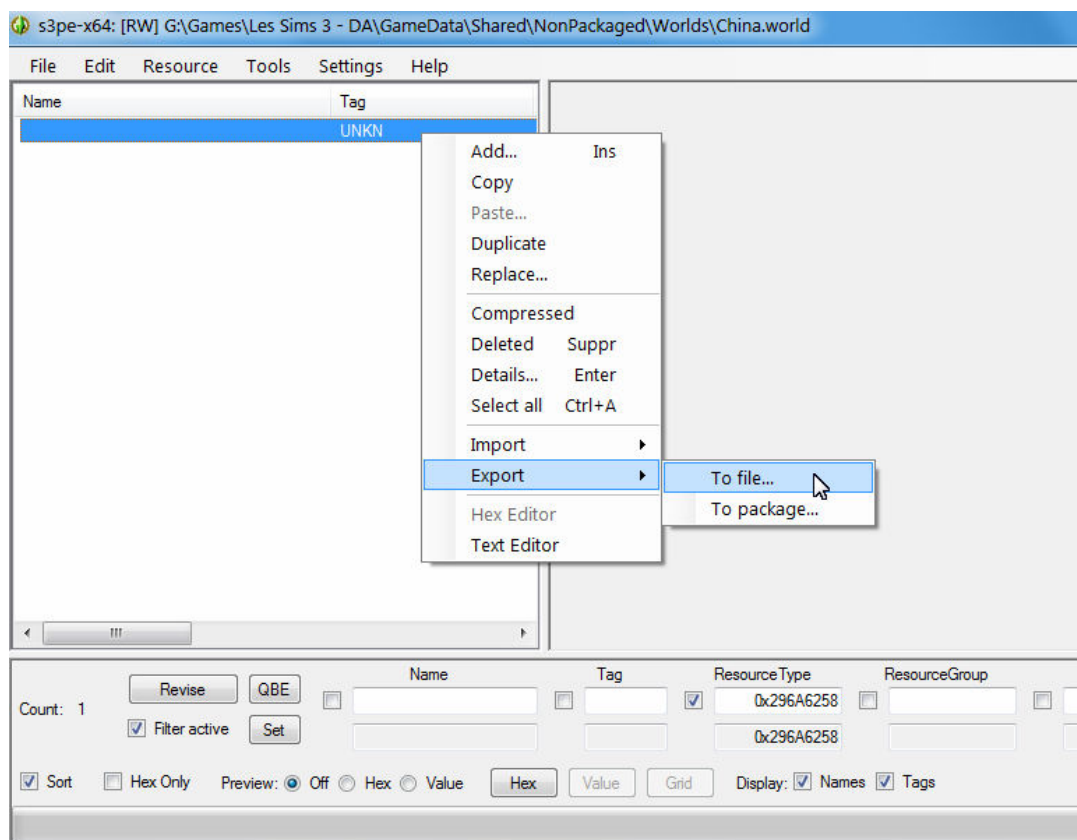 s3pe-x64: [RW] G:\Games\Les Sims 3 - DA\GameData\Shared\NonPackaged\Worlds\China.world
File Edit Resource Tools Settings Help
Name Tag
UNKN
Add... Ins
Copy
Paste...
Duplicate
Replace...
Compressed
Deleted Suppr
Details... Enter
Select all Ctrl+A
Import
Export
To file...
To package...
Hex Editor
Text Editor
Name Tag ResourceType ResourceGroup
Count: 1 Revise QBE 0x296A6258
Filter active Set 0x296A6258
Sort Hex Only Preview: Off Hex Value Hex Value Grid Display: Names Tags